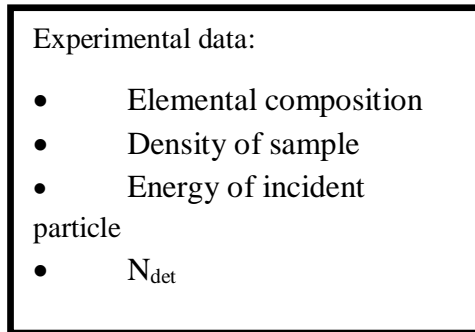 Experimental data:
• Elemental composition
• Density of sample
• Energy of incident
particle
• Ndet